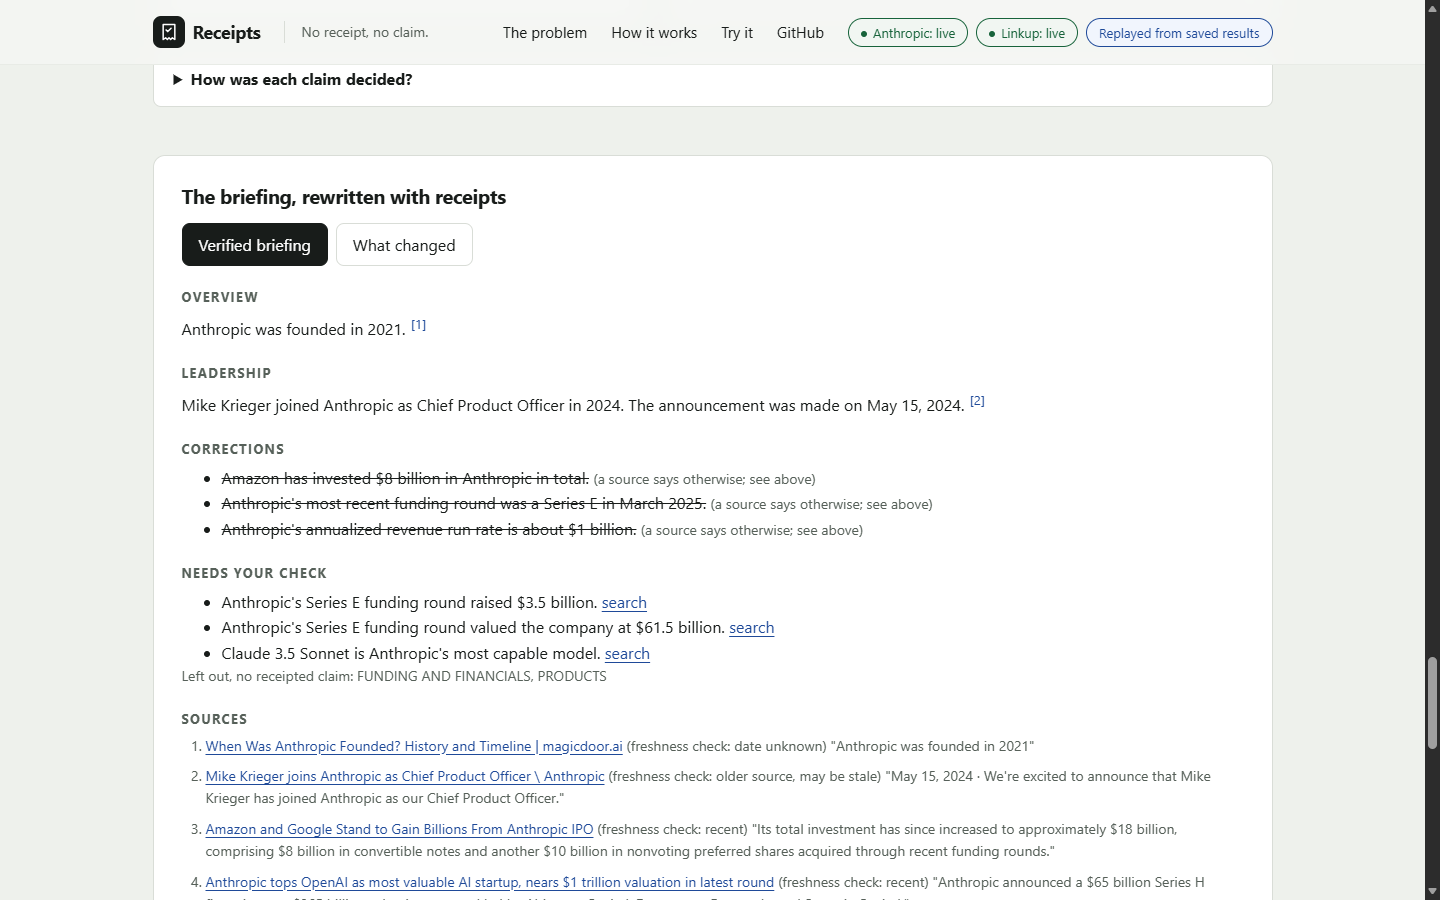 Receipts
No receipt, no claim.
The problem
How it works
Try it
GitHub
Anthropic: live
Linkup: live
Replayed from saved results
How was each claim decided?
The briefing, rewritten with receipts
Verified briefing
What changed
OVERVIEW
Anthropic was founded in 2021. [1]
LEADERSHIP
Mike Krieger joined Anthropic as Chief Product Officer in 2024. The announcement was made on May 15, 2024. [2]
CORRECTIONS
Amazon has invested $8 billion in Anthropic in total. (a source says otherwise; see above)
Anthropic's most recent funding round was a Series E in March 2025. (a source says otherwise; see above)
Anthropic's annualized revenue run rate is about $1 billion. (a source says otherwise; see above)
NEEDS YOUR CHECK
Anthropic's Series E funding round raised $3.5 billion. search
Anthropic's Series E funding round valued the company at $61.5 billion. search
Claude 3.5 Sonnet is Anthropic's most capable model. search
Left out, no receipted claim: FUNDING AND FINANCIALS, PRODUCTS
SOURCES
1. When Was Anthropic Founded? History and Timeline | magicdoor.ai (freshness check: date unknown) "Anthropic was founded in 2021"
2. Mike Krieger joins Anthropic as Chief Product Officer \ Anthropic (freshness check: older source, may be stale) "May 15, 2024 · We're excited to announce that Mike
Krieger has joined Anthropic as our Chief Product Officer."
3. Amazon and Google Stand to Gain Billions From Anthropic IPO (freshness check: recent) "Its total investment has since increased to approximately $18 billion,
comprising $8 billion in convertible notes and another $10 billion in nonvoting preferred shares acquired through recent funding rounds."
4. Anthropic tops OpenAI as most valuable AI startup, nears $1 trillion valuation in latest round (freshness check: recent) "Anthropic announced a $65 billion Series H